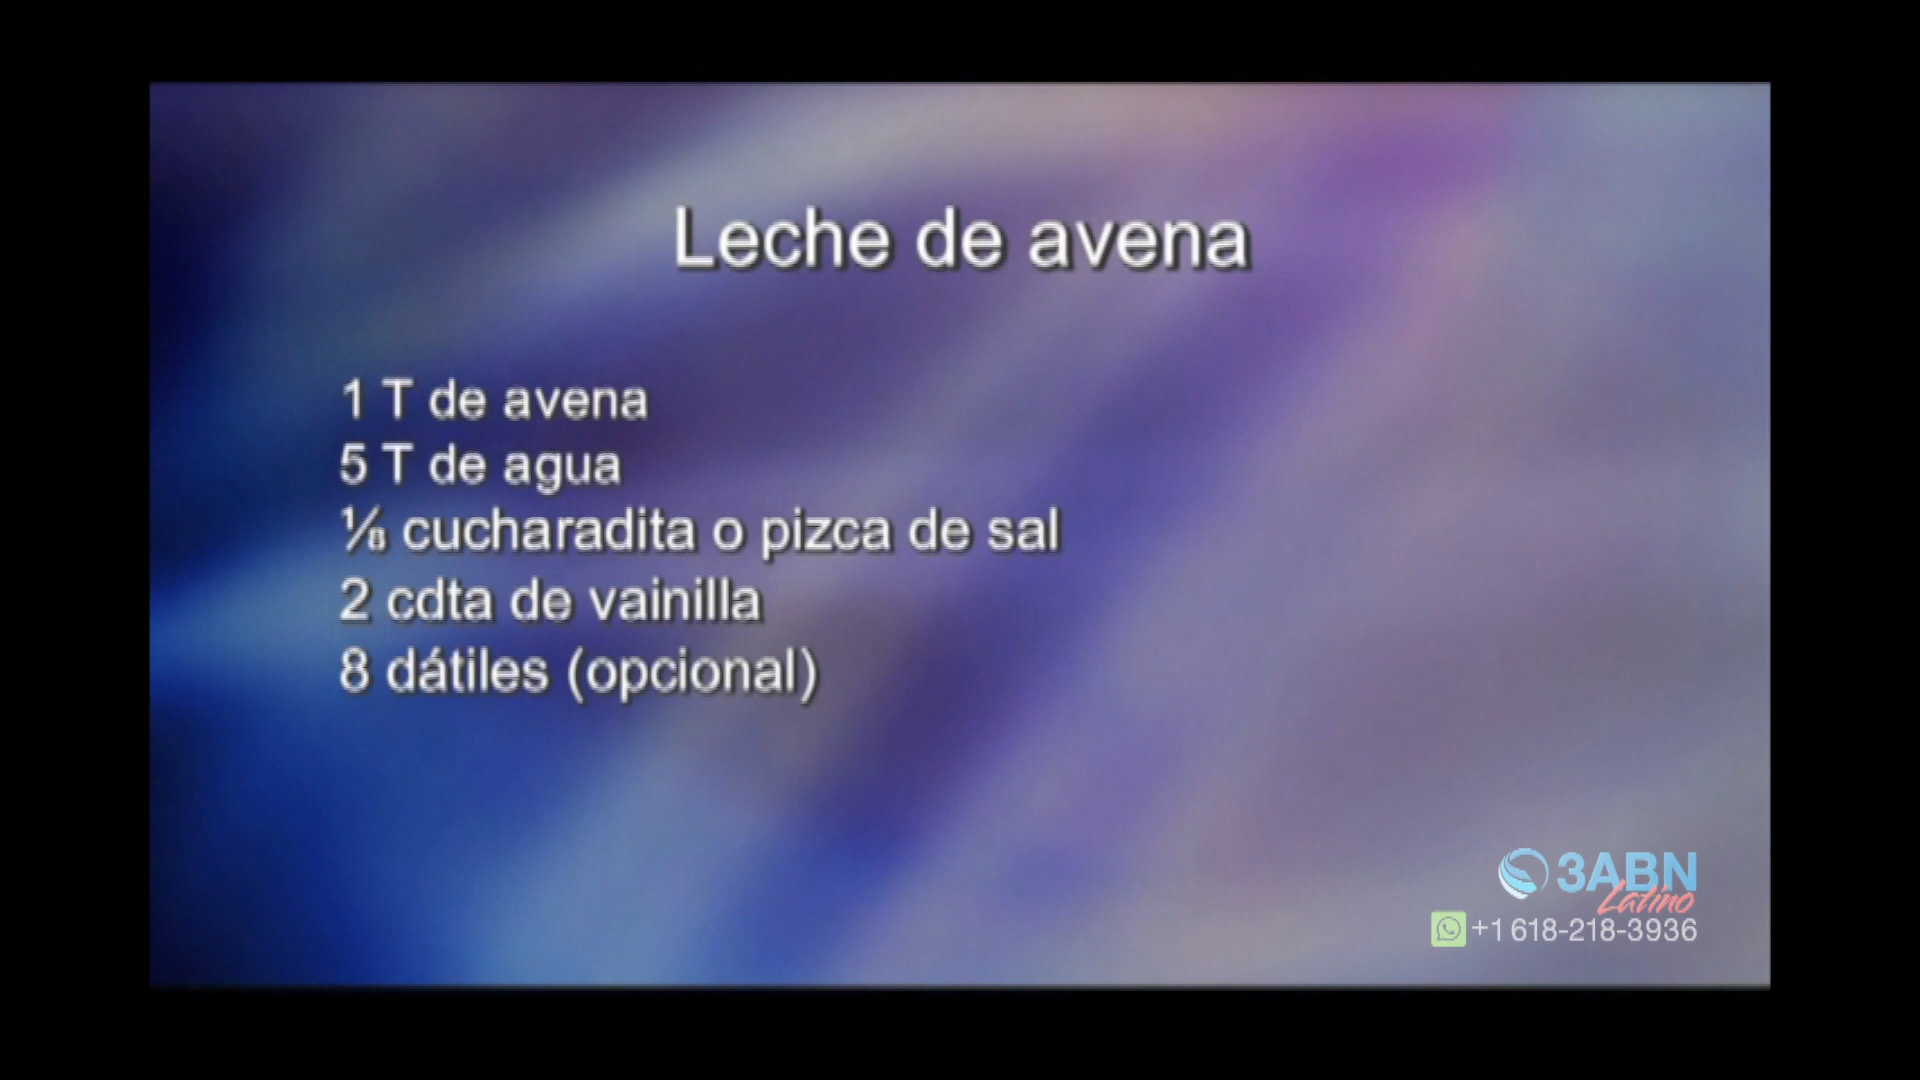 Leche de avena
1 T de avena
5 T de agua
⅛ cucharadita o pizca de sal
2 cdta de vainilla
8 dátiles (opcional)
3ABN
Latino
+1 618-218-3936